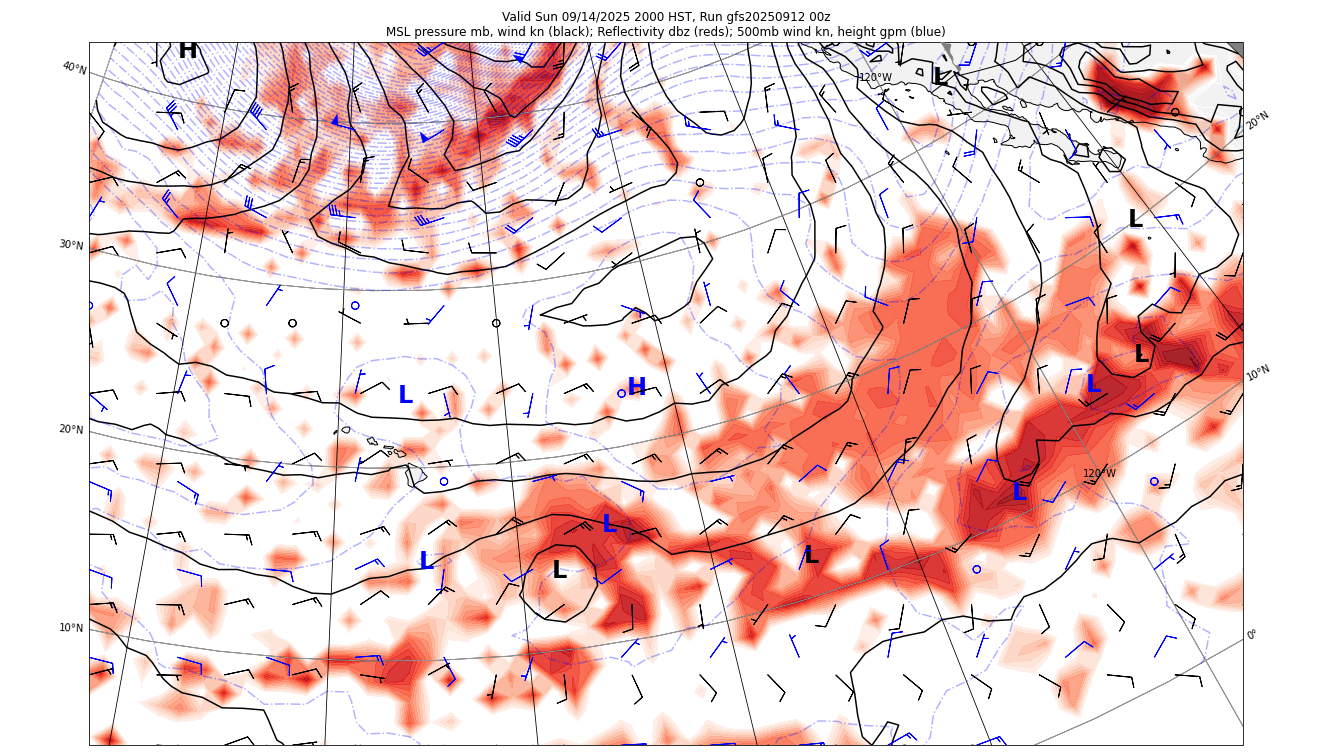 Valid Sun 09/14/2025 2000 HST, Run gfs20250912 00z
MSL pressure mb, wind kn (black); Reflectivity dbz (reds); 500mb wind kn, height gpm (blue)
H
40°N
120°W
L
20°N
L
30°N
L
10°N
L
H
L
20°N
120°W
L
L
L
L
L
10°N
0°